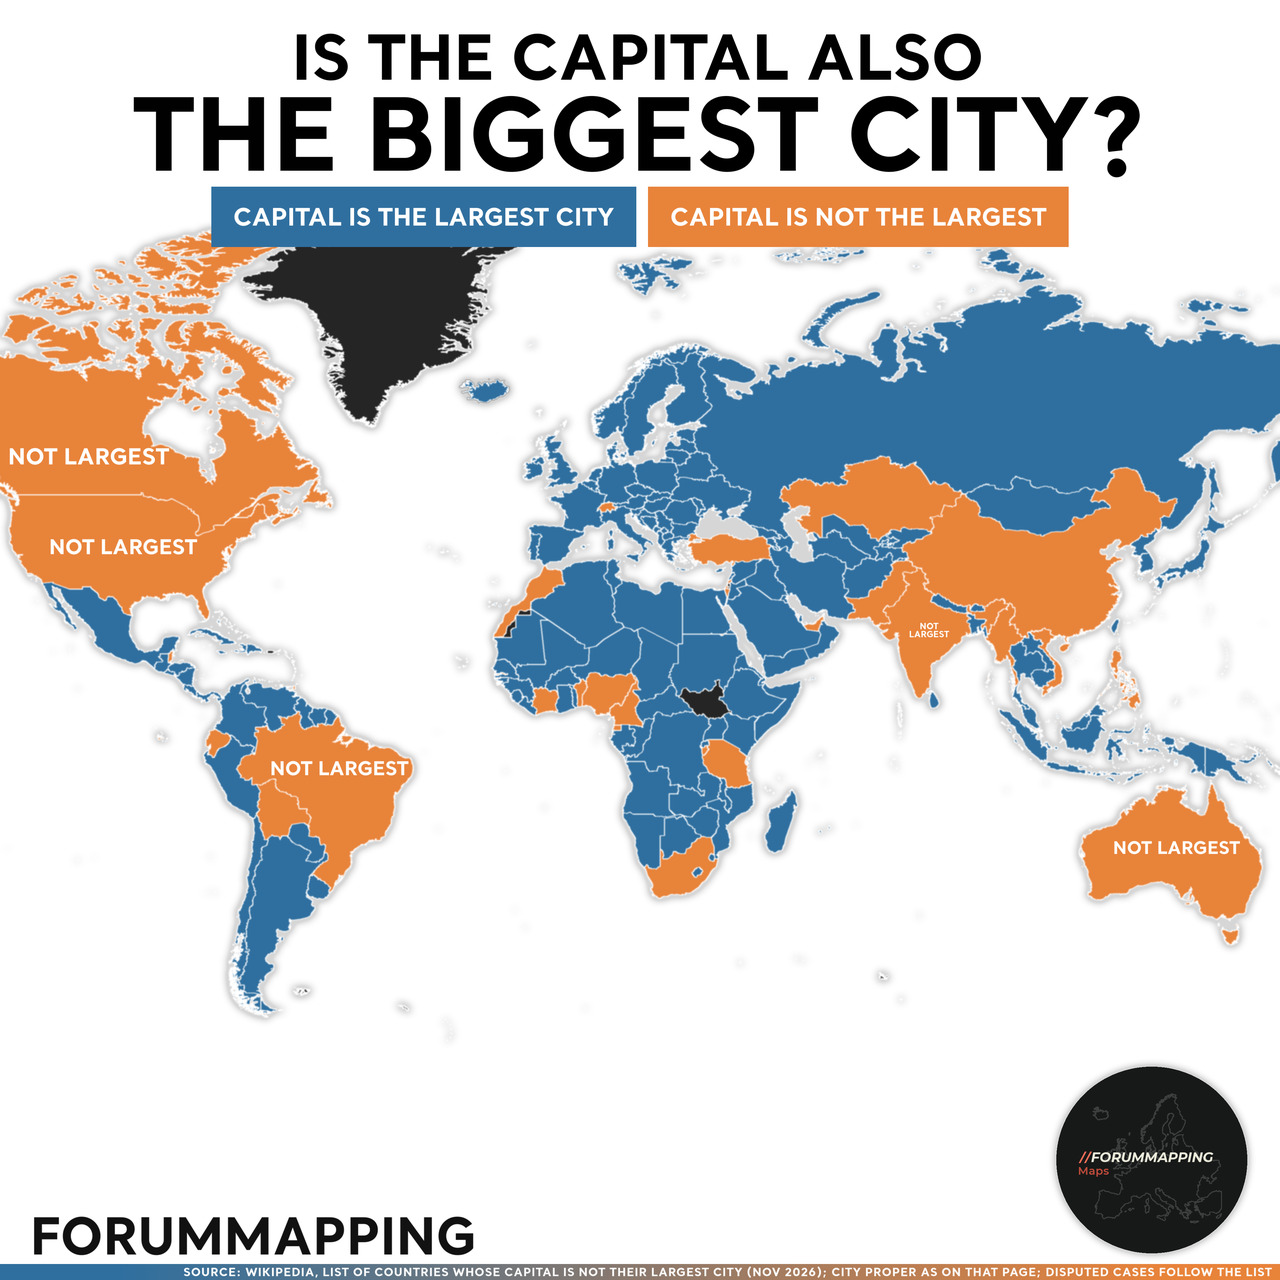 IS THE CAPITAL ALSO
THE BIGGEST CITY?
CAPITAL IS THE LARGEST CITY
CAPITAL IS NOT THE LARGEST
NOT LARGEST
NOT LARGEST
NOT
LARGEST
NOT LARGEST
NOT LARGEST
//FORUMMAPPING
Maps
FORUMMAPPING
SOURCE: WIKIPEDIA, LIST OF COUNTRIES WHOSE CAPITAL IS NOT THEIR LARGEST CITY (NOV 2026); CITY PROPER AS ON THAT PAGE; DISPUTED CASES FOLLOW THE LIST